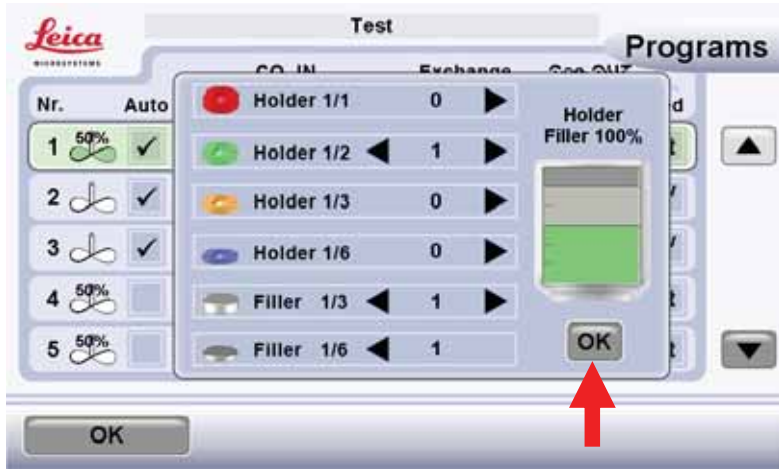 Leica
MICROSYSTEMS
Test
Programs
CO IN Exchange
Nr. Auto
1 50%
2
3
4 50%
5 50%
Holder 1/1 0
Holder 1/2 1
Holder 1/3 0
Holder 1/6 0
Filler 1/3 1
Filler 1/6 1
Holder
Filler 100%
OK
OK